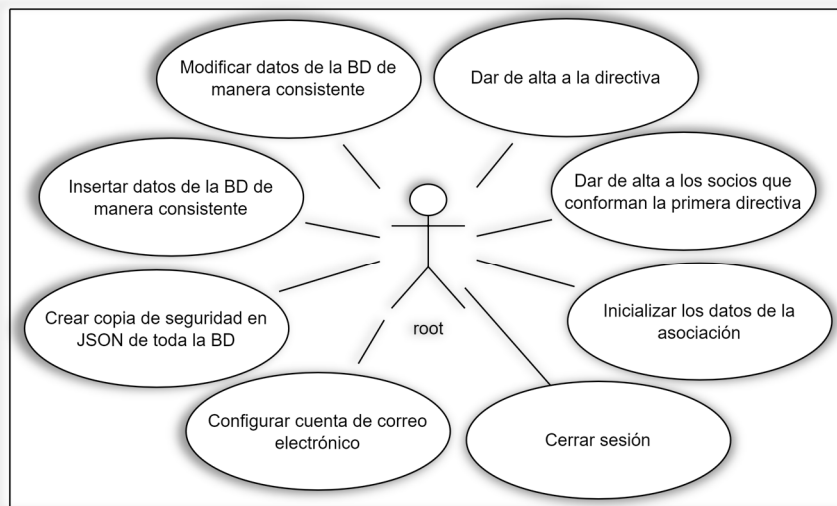 Modificar datos de la BD de
manera consistente
Dar de alta a la directiva
Insertar datos de la BD de
manera consistente
Dar de alta a los socios que
conforman la primera directiva
Crear copia de seguridad en
JSON de toda la BD
root
Inicializar los datos de la
asociación
Configurar cuenta de correo
electrónico
Cerrar sesión